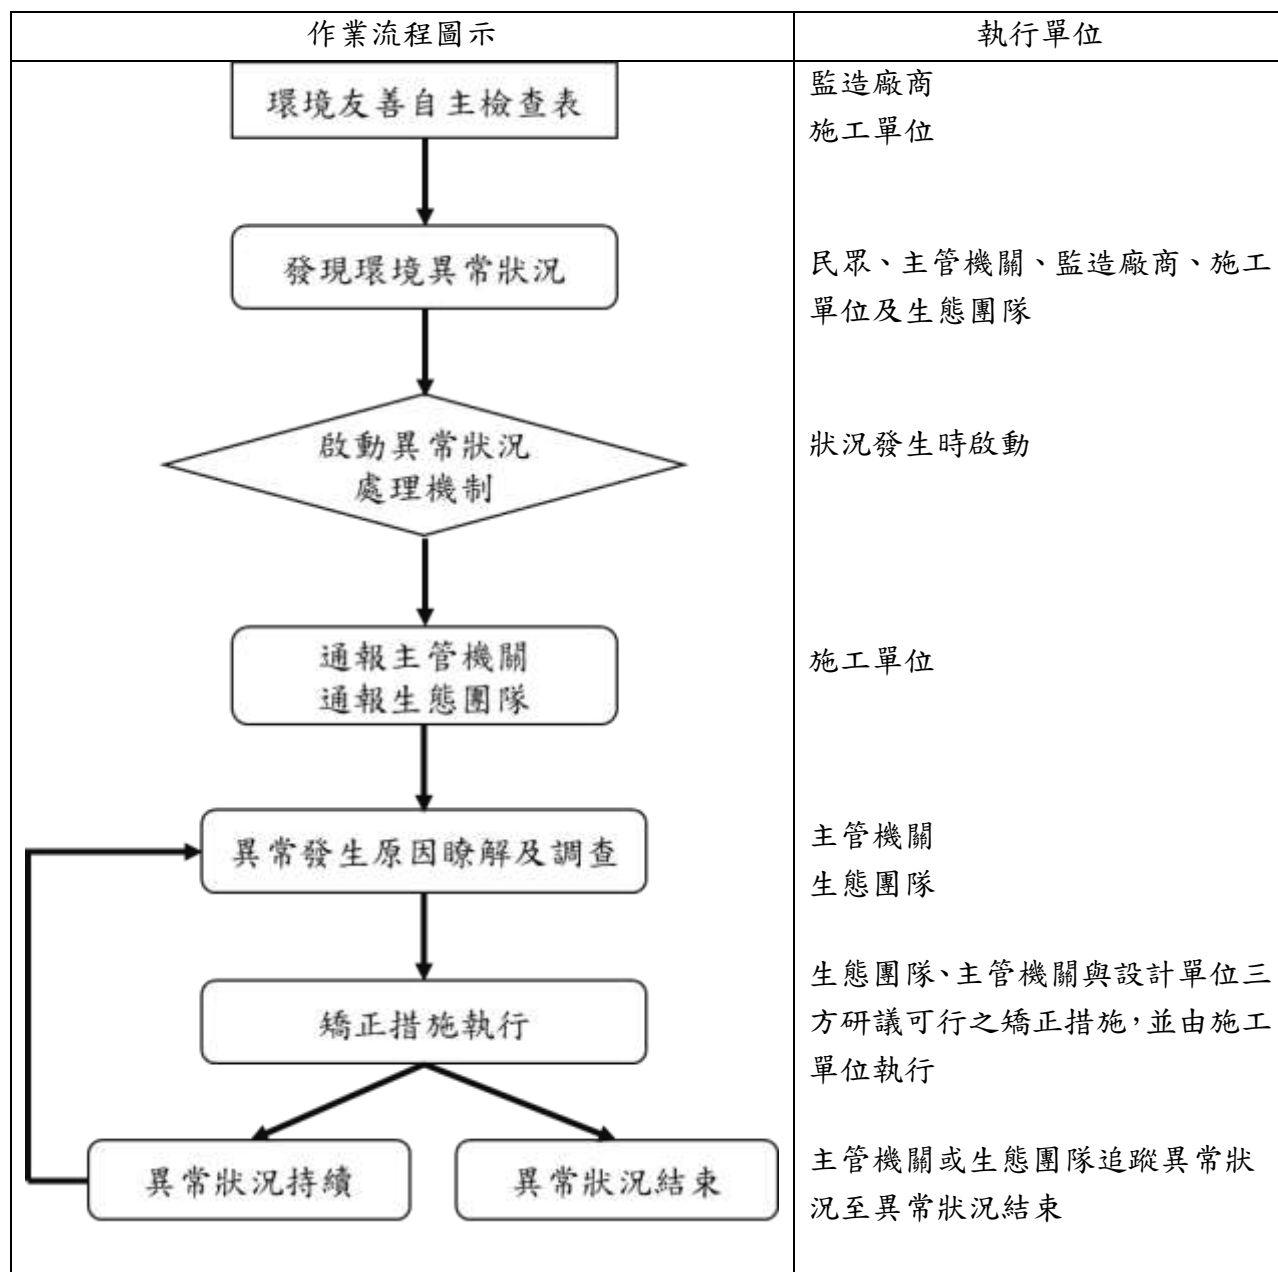 作業流程圖示
執行單位
環境友善自主檢查表
監造廠商
施工單位
發現環境異常狀況
民眾、主管機關、監造廠商、施工
單位及生態團隊
啟動異常狀況
處理機制
狀況發生時啟動
通報主管機關
通報生態團隊
施工單位
異常發生原因瞭解及調查
主管機關
生態團隊
矯正措施執行
生態團隊、主管機關與設計單位三
方研議可行之矯正措施，並由施工
單位執行
異常狀況持續
異常狀況結束
主管機關或生態團隊追蹤異常狀
況至異常狀況結束